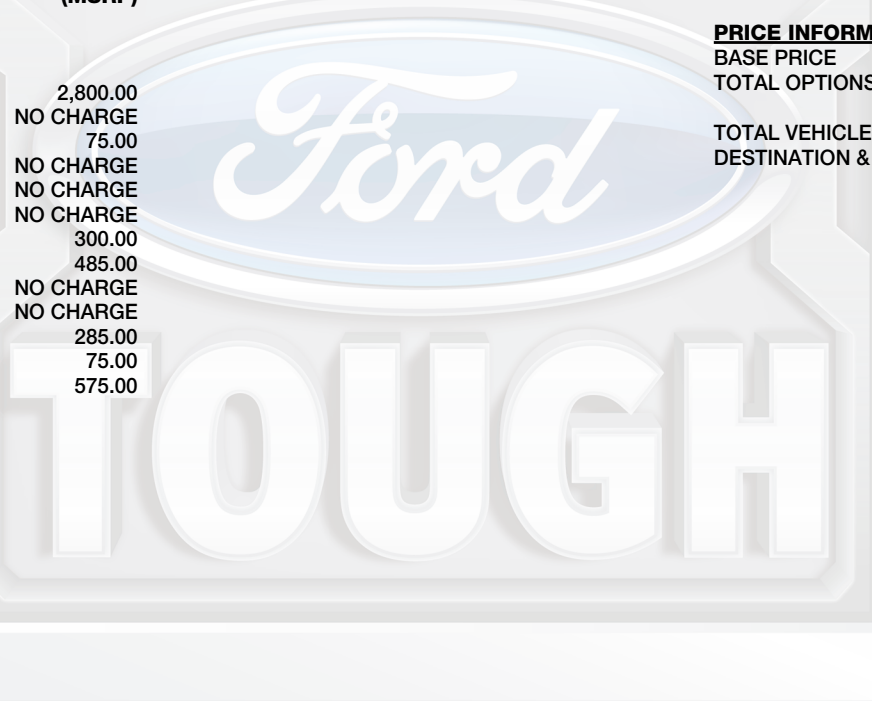 (MSRP)
2,800.00
NO CHARGE
75.00
NO CHARGE
NO CHARGE
NO CHARGE
300.00
485.00
NO CHARGE
NO CHARGE
285.00
75.00
575.00
PRICE INFORM
BASE PRICE
TOTAL OPTIONS
TOTAL VEHICLE
DESTINATION &
Ford
TOUGH